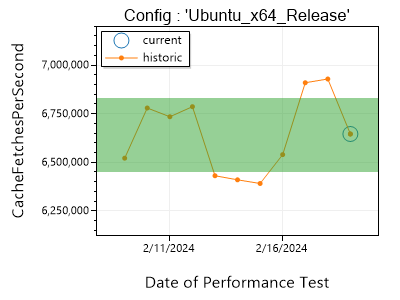 Config : 'Ubuntu_x64_Release'
current
historic
7,000,000
6,750,000
6,500,000
6,250,000
CacheFetchesPerSecond
2/11/2024
2/16/2024
Date of Performance Test